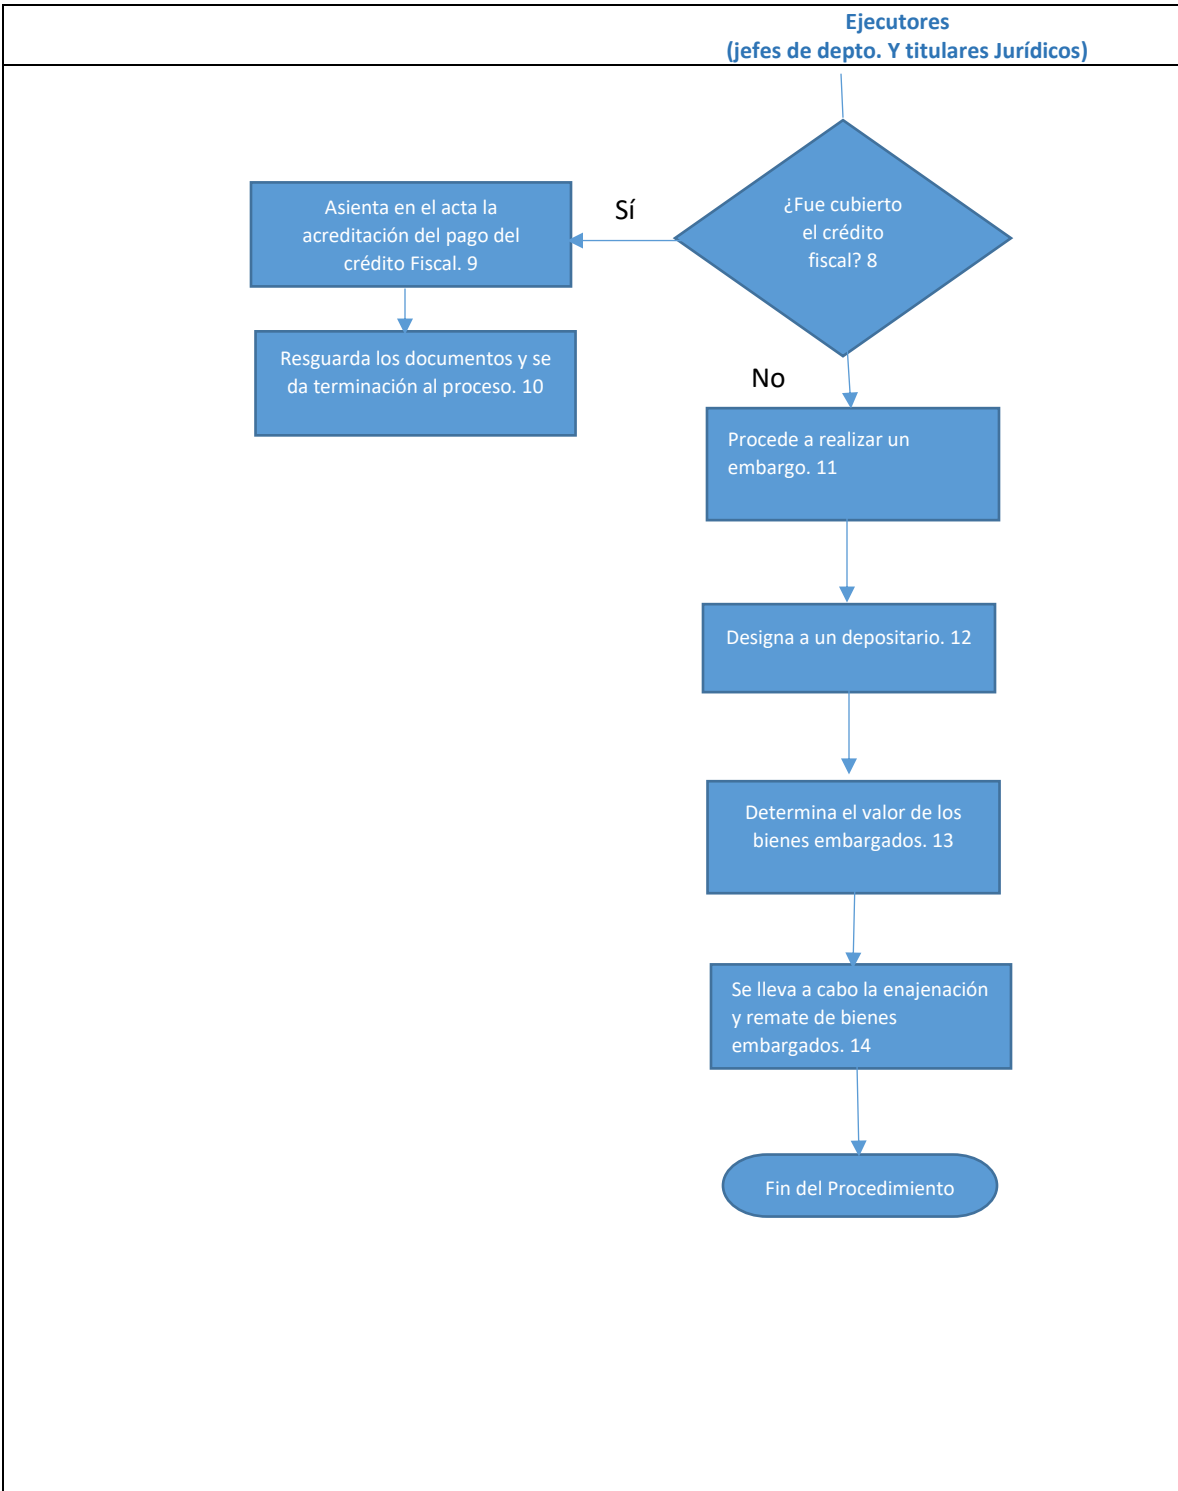 Ejecutores
(jefes de depto. Y titulares Jurídicos)
¿Fue cubierto
el crédito
fiscal? 8
Sí
Asienta en el acta la
acreditación del pago del
crédito Fiscal. 9
Resguarda los documentos y se
da terminación al proceso. 10
No
Procede a realizar un
embargo. 11
Designa a un depositario. 12
Determina el valor de los
bienes embargados. 13
Se lleva a cabo la enajenación
y remate de bienes
embargados. 14
Fin del Procedimiento